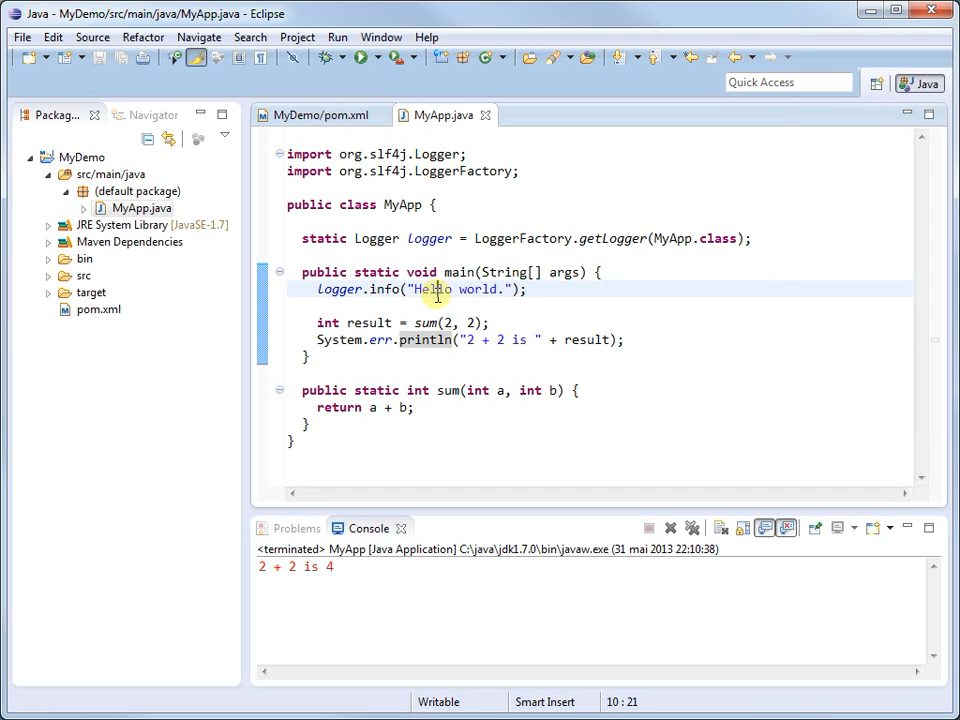 Java - MyDemo/src/main/java/MyApp.java - Eclipse
File Edit Source Refactor Navigate Search Project Run Window Help
Quick Access
Java
Packag... Navigator
MyDemo/pom.xml MyApp.java
MyDemo
src/main/java
(default package)
MyApp.java
JRE System Library [JavaSE-1.7]
Maven Dependencies
bin
src
target
pom.xml
import org.slf4j.Logger;
import org.slf4j.LoggerFactory;
public class MyApp {
static Logger logger = LoggerFactory.getLogger(MyApp.class);
public static void main(String[] args) {
logger.info("Hello world.");
int result = sum(2, 2);
System.err.println("2 + 2 is " + result);
}
public static int sum(int a, int b) {
return a + b;
}
}
Problems Console
<terminated> MyApp [Java Application] C:\java\jdk1.7.0\bin\javaw.exe (31 mai 2013 22:10:38)
2 + 2 is 4
Writable Smart Insert 10 : 21